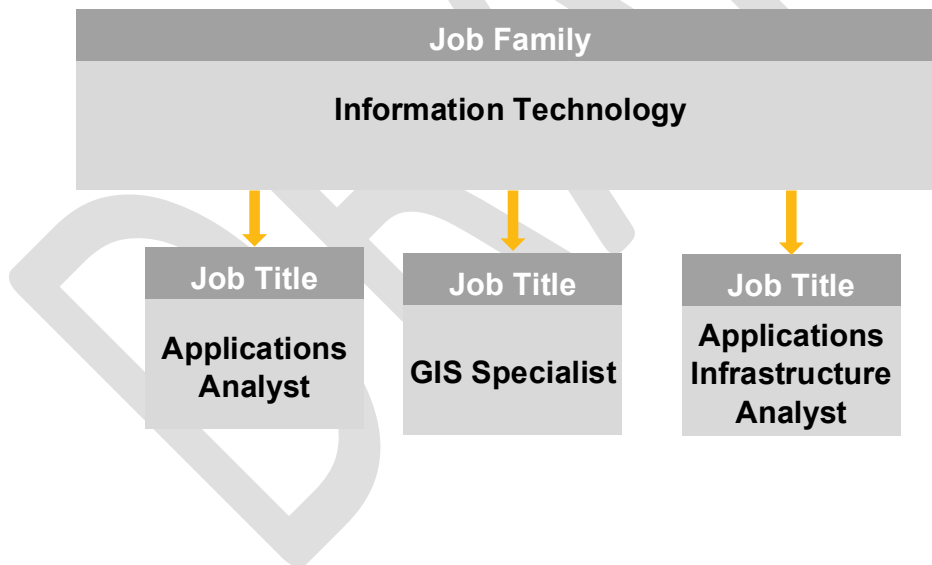 Job Family
Information Technology
Job Title
Applications
Analyst
Job Title
GIS Specialist
Job Title
Applications
Infrastructure
Analyst